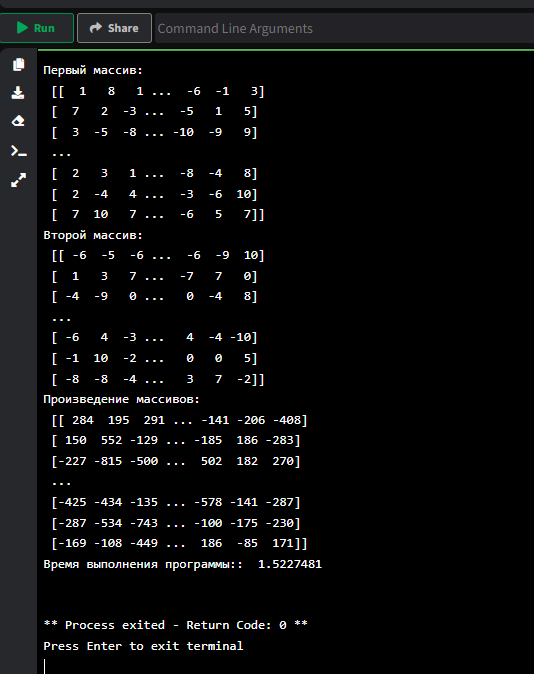 Run Share Command Line Arguments
Первый массив:
[[ 1 8 1 ... -6 -1 3]
[ 7 2 -3 ... -5 1 5]
[ 3 -5 -8 ... -10 -9 9]
...
[ 2 3 1 ... -8 -4 8]
[ 2 -4 4 ... -3 -6 10]
[ 7 10 7 ... -6 5 7]]
Второй массив:
[[ -6 -5 -6 ... -6 -9 10]
[ 1 3 7 ... -7 7 0]
[ -4 -9 0 ... 0 -4 8]
...
[ -6 4 -3 ... 4 -4 -10]
[ -1 10 -2 ... 0 0 5]
[ -8 -8 -4 ... 3 7 -2]]
Произведение массивов:
[[ 284 195 291 ... -141 -206 -408]
[ 150 552 -129 ... -185 186 -283]
[-227 -815 -500 ... 502 182 270]
...
[-425 -434 -135 ... -578 -141 -287]
[-287 -534 -743 ... -100 -175 -230]
[-169 -108 -449 ... 186 -85 171]]
Время выполнения программы:: 1.5227481
** Process exited - Return Code: 0 **
Press Enter to exit terminal